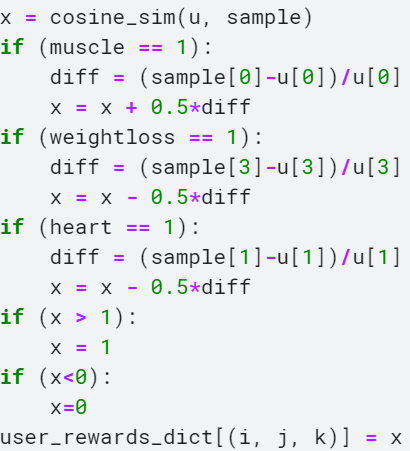 x = cosine_sim(u, sample)
if (muscle == 1):
    diff = (sample[0]-u[0])/u[0]
    x = x + 0.5*diff
if (weightloss == 1):
    diff = (sample[3]-u[3])/u[3]
    x = x - 0.5*diff
if (heart == 1):
    diff = (sample[1]-u[1])/u[1]
    x = x - 0.5*diff
if (x > 1):
    x = 1
if (x<0):
    x=0
user_rewards_dict[(i, j, k)] = x